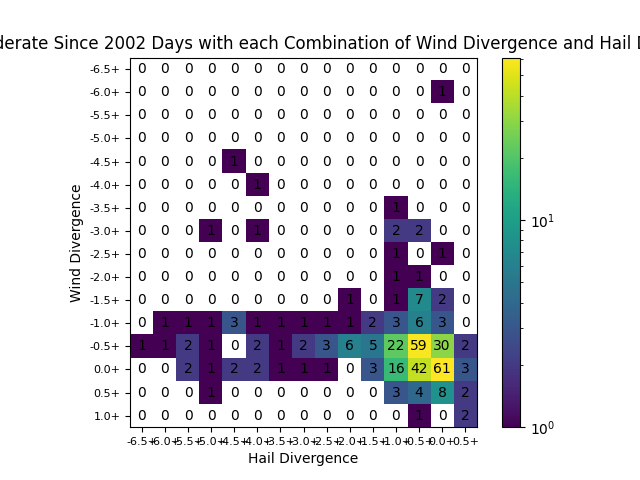 derate Since 2002 Days with each Combination of Wind Divergence and Hail D
-6.5+ 0 0 0 0 0 0 0 0 0 0 0 0 0 0 0
-6.0+ 0 0 0 0 0 0 0 0 0 0 0 0 0 1 0
-5.5+ 0 0 0 0 0 0 0 0 0 0 0 0 0 0 0
-5.0+ 0 0 0 0 0 0 0 0 0 0 0 0 0 0 0
-4.5+ 0 0 0 0 1 0 0 0 0 0 0 0 0 0 0
-4.0+ 0 0 0 0 0 1 0 0 0 0 0 0 0 0 0
-3.5+ 0 0 0 0 0 0 0 0 0 0 0 1 0 0 0
-3.0+ 0 0 0 1 0 1 0 0 0 0 0 2 2 0 0
-2.5+ 0 0 0 0 0 0 0 0 0 0 0 1 0 1 0
-2.0+ 0 0 0 0 0 0 0 0 0 0 0 1 1 0 0
-1.5+ 0 0 0 0 0 0 0 0 0 1 0 1 7 2 0
-1.0+ 0 1 1 1 3 1 1 1 1 1 2 3 6 3 0
-0.5+ 1 1 2 1 0 2 1 2 3 6 5 22 59 30 2
0.0+ 0 0 2 1 2 2 1 1 1 0 3 16 42 61 3
0.5+ 0 0 0 1 0 0 0 0 0 0 0 3 4 8 2
1.0+ 0 0 0 0 0 0 0 0 0 0 0 0 1 0 2
-6.5+ -6.0+ -5.5+ -5.0+ -4.5+ -4.0+ -3.5+ -3.0+ -2.5+ -2.0+ -1.5+ -1.0+ -0.5+ 0.0+ 0.5+
Hail Divergence
Wind Divergence
10^1
10^0